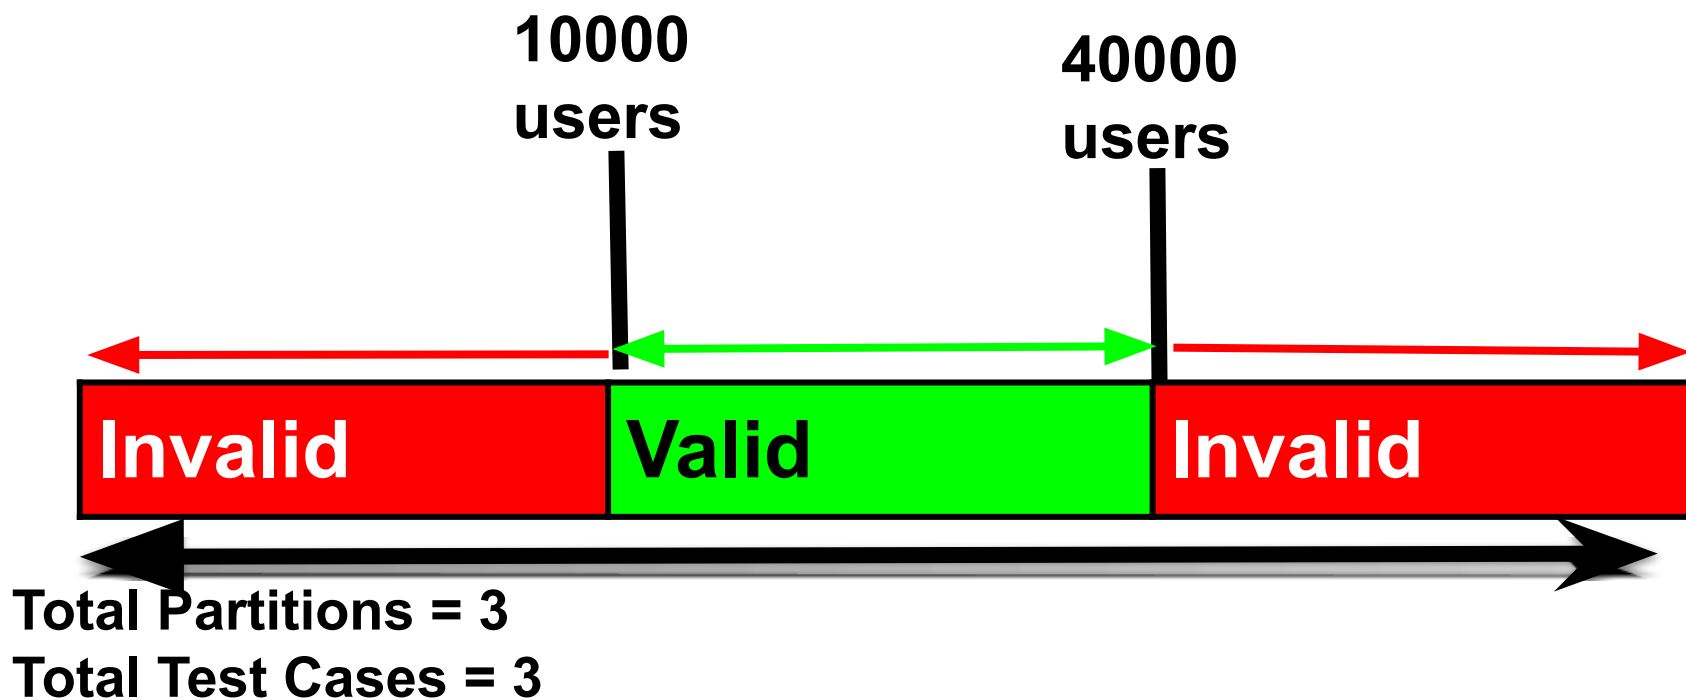 10000
users
40000
users
Invalid
Valid
Invalid
Total Partitions = 3
Total Test Cases = 3